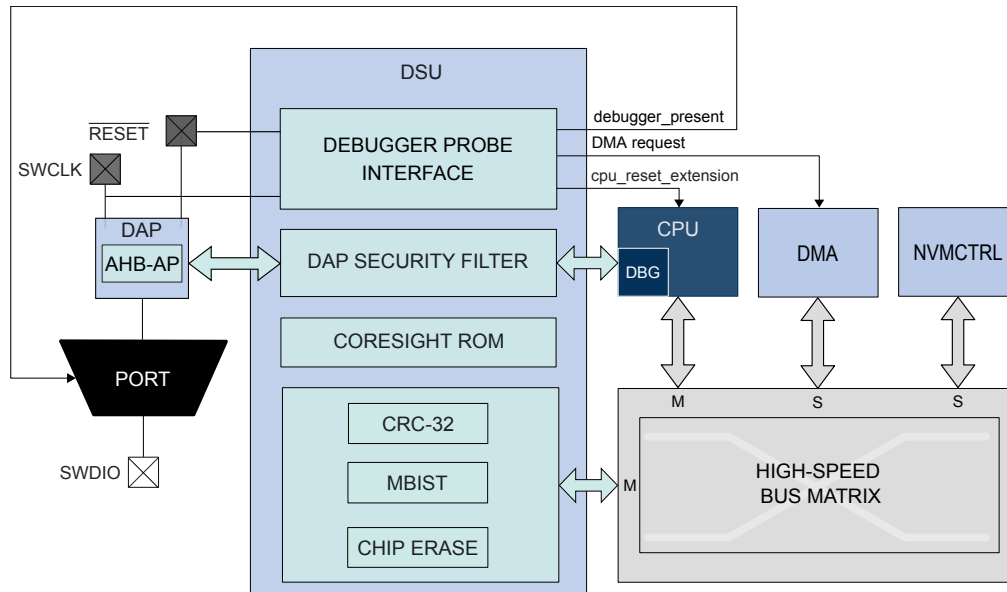 DSU
debugger_present
RESET
DEBUGGER PROBE
INTERFACE
DMA request
SWCLK
cpu_reset_extension
DAP
AHB-AP
DAP SECURITY FILTER
CPU
DBG
DMA
NVMCTRL
CORESIGHT ROM
PORT
M
S
S
CRC-32
MBIST
CHIP ERASE
M
HIGH-SPEED
BUS MATRIX
SWDIO